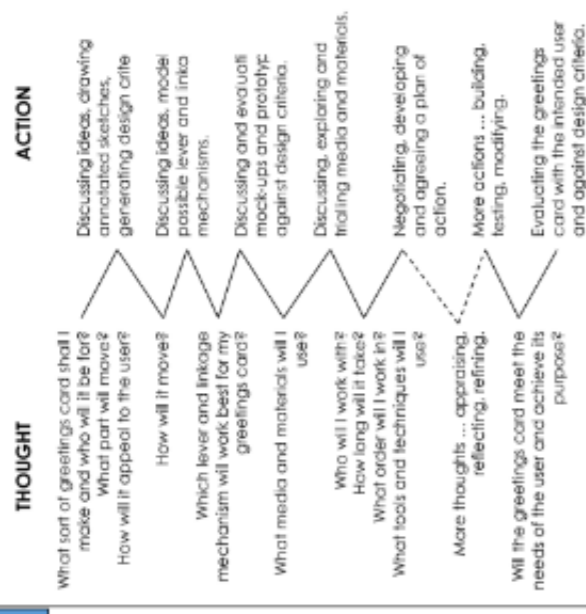 THOUGHT
What sort of greetings card shall I
make and who will it be for?
What part will move?
How will it appeal to the user?
How will it move?
Which lever and linkage
mechanism will work best for my
greetings card?
What media and materials will I
use?
Who will I work with?
How long will it take?
What order will I work in?
What tools and techniques will I
use?
More thoughts ... appraising,
reflecting, refining.
Will the greetings card meet the
needs of the user and achieve its
purpose?
ACTION
Discussing ideas, drawing
annotated sketches,
generating design crite
Discussing ideas, model
possible lever and linka
mechanisms.
Discussing and evaluati
mock-ups and prototyp
against design criteria.
Discussing, exploring and
trialling media and materials.
Negotiating, developing
and agreeing a plan of
action.
More actions ... building,
testing, modifying.
Evaluating the greetings
card with the intended user
and against design criteria.